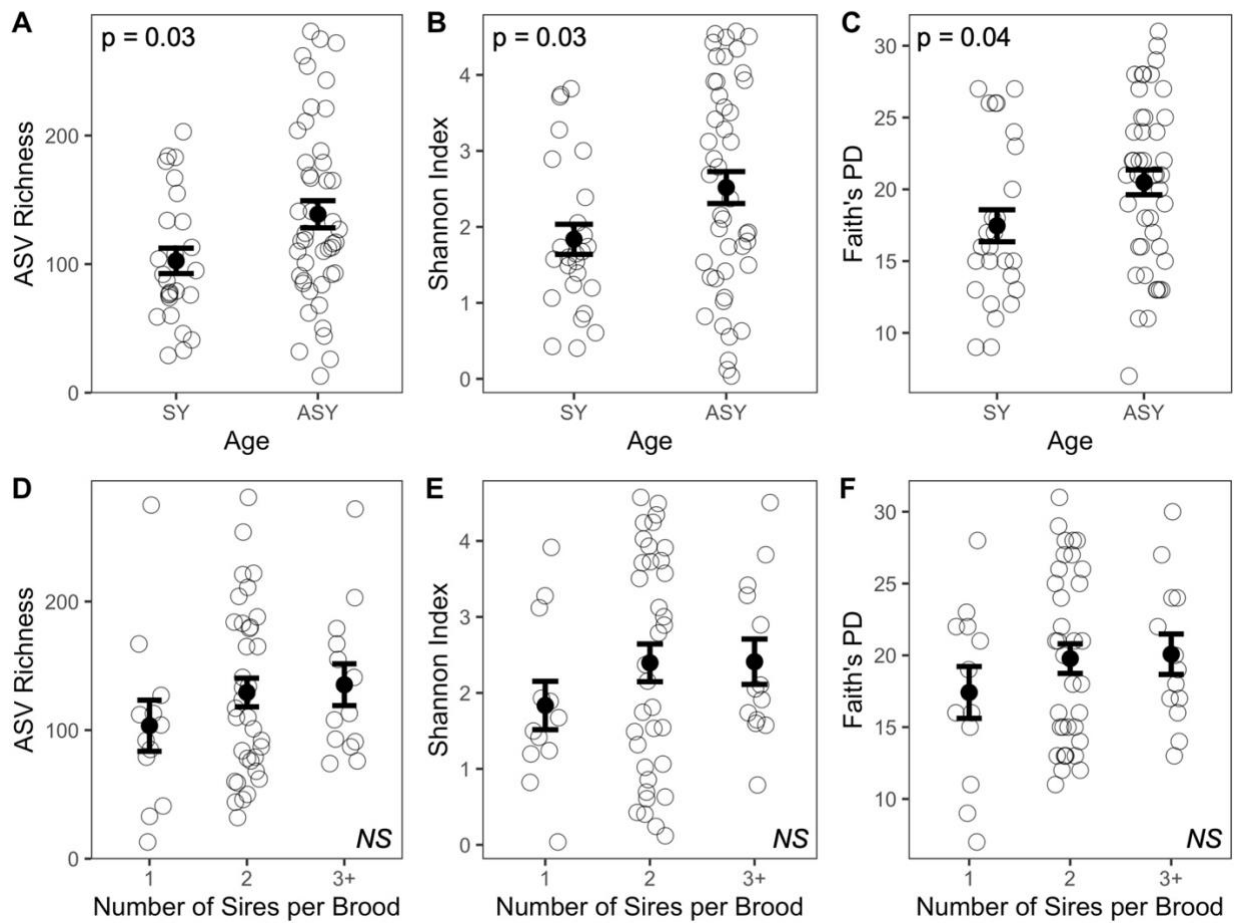 A
p = 0.03
ASV Richness
200
100
0
SY
ASY
Age
B
p = 0.03
Shannon Index
4
3
2
1
0
SY
ASY
Age
C
p = 0.04
Faith's PD
30
25
20
15
10
SY
ASY
Age
D
ASV Richness
200
100
0
1
2
3+
NS
Number of Sires per Brood
E
Shannon Index
4
3
2
1
0
1
2
3+
NS
Number of Sires per Brood
F
Faith's PD
30
25
20
15
10
1
2
3+
NS
Number of Sires per Brood